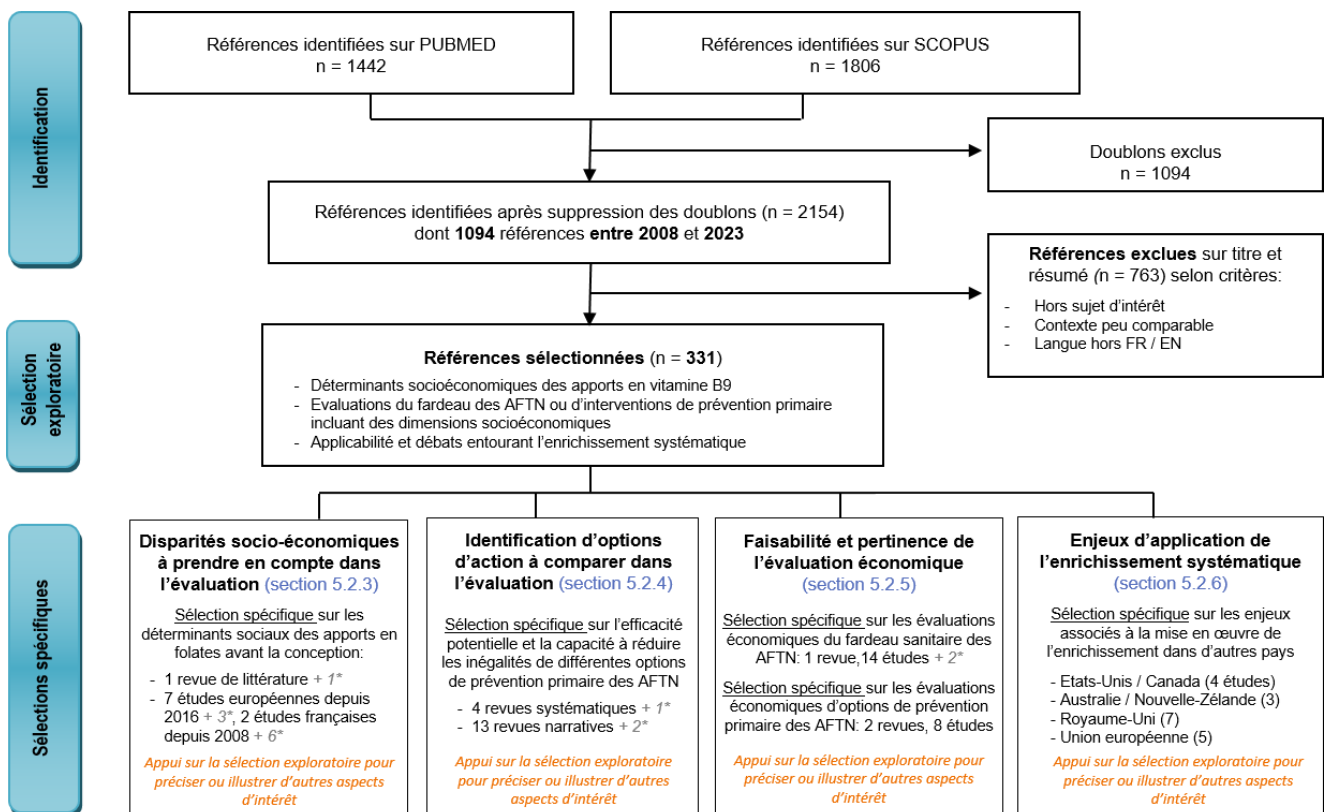 Identification
Références identifiées sur PUBMED
n = 1442
Références identifiées sur SCOPUS
n = 1806
Doublons exclus
n = 1094
Références identifiées après suppression des doublons (n = 2154)
dont 1094 références entre 2008 et 2023
Références exclues sur titre et
résumé (n = 763) selon critères:
- Hors sujet d’intérêt
- Contexte peu comparable
- Langue hors FR / EN
Sélection
exploratoire
Références sélectionnées (n = 331)
- Déterminants socioéconomiques des apports en vitamine B9
- Evaluations du fardeau des AFTN ou d’interventions de prévention primaire
incluant des dimensions socioéconomiques
- Applicabilité et débats entourant l’enrichissement systématique
Sélections spécifiques
Disparités socio-économiques
à prendre en compte dans
l’évaluation (section 5.2.3)
Sélection spécifique sur les
déterminants sociaux des apports en
folates avant la conception:
- 1 revue de littérature + 1*
- 7 études européennes depuis
2016 + 3*, 2 études françaises
depuis 2008 + 6*
Appui sur la sélection exploratoire pour
préciser ou illustrer d’autres aspects
d’intérêt
Identification d’options
d’action à comparer dans
l’évaluation (section 5.2.4)
Sélection spécifique sur l’efficacité
potentielle et la capacité à réduire
les inégalités de différentes options
de prévention primaire des AFTN
- 4 revues systématiques + 1*
- 13 revues narratives + 2*
Appui sur la sélection exploratoire
pour préciser ou illustrer d’autres
aspects d’intérêt
Faisabilité et pertinence de
l’évaluation économique
(section 5.2.5)
Sélection spécifique sur les évaluations
économiques du fardeau sanitaire des
AFTN: 1 revue,14 études + 2*
Sélection spécifique sur les évaluations
économiques d’options de prévention
primaire des AFTN: 2 revues, 8 études
Appui sur la sélection exploratoire pour
préciser ou illustrer d’autres aspects
d’intérêt
Enjeux d’application de
l’enrichissement systématique
(section 5.2.6)
Sélection spécifique sur les enjeux
associés à la mise en œuvre de
l’enrichissement dans d’autres pays
- Etats-Unis / Canada (4 études)
- Australie / Nouvelle-Zélande (3)
- Royaume-Uni (7)
- Union européenne (5)
Appui sur la sélection exploratoire pour
préciser ou illustrer d’autres aspects
d’intérêt